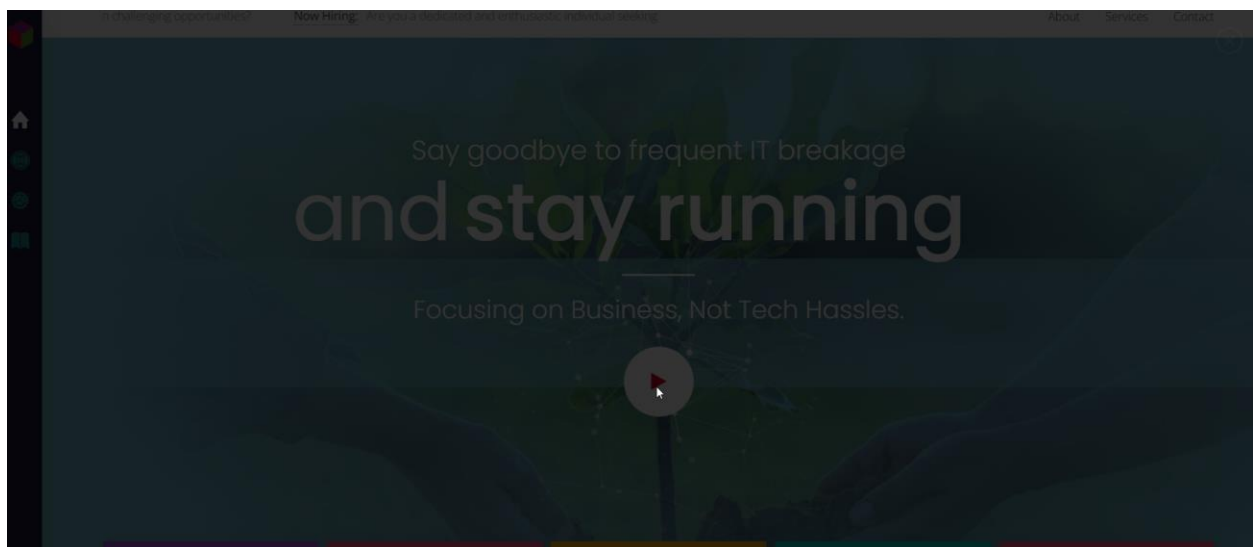 n challenging opportunities? Now Hiring: Are you a dedicated and enthusiastic individual seeking
About Services Contact
Say goodbye to frequent IT breakage
and stay running
Focusing on Business, Not Tech Hassles.